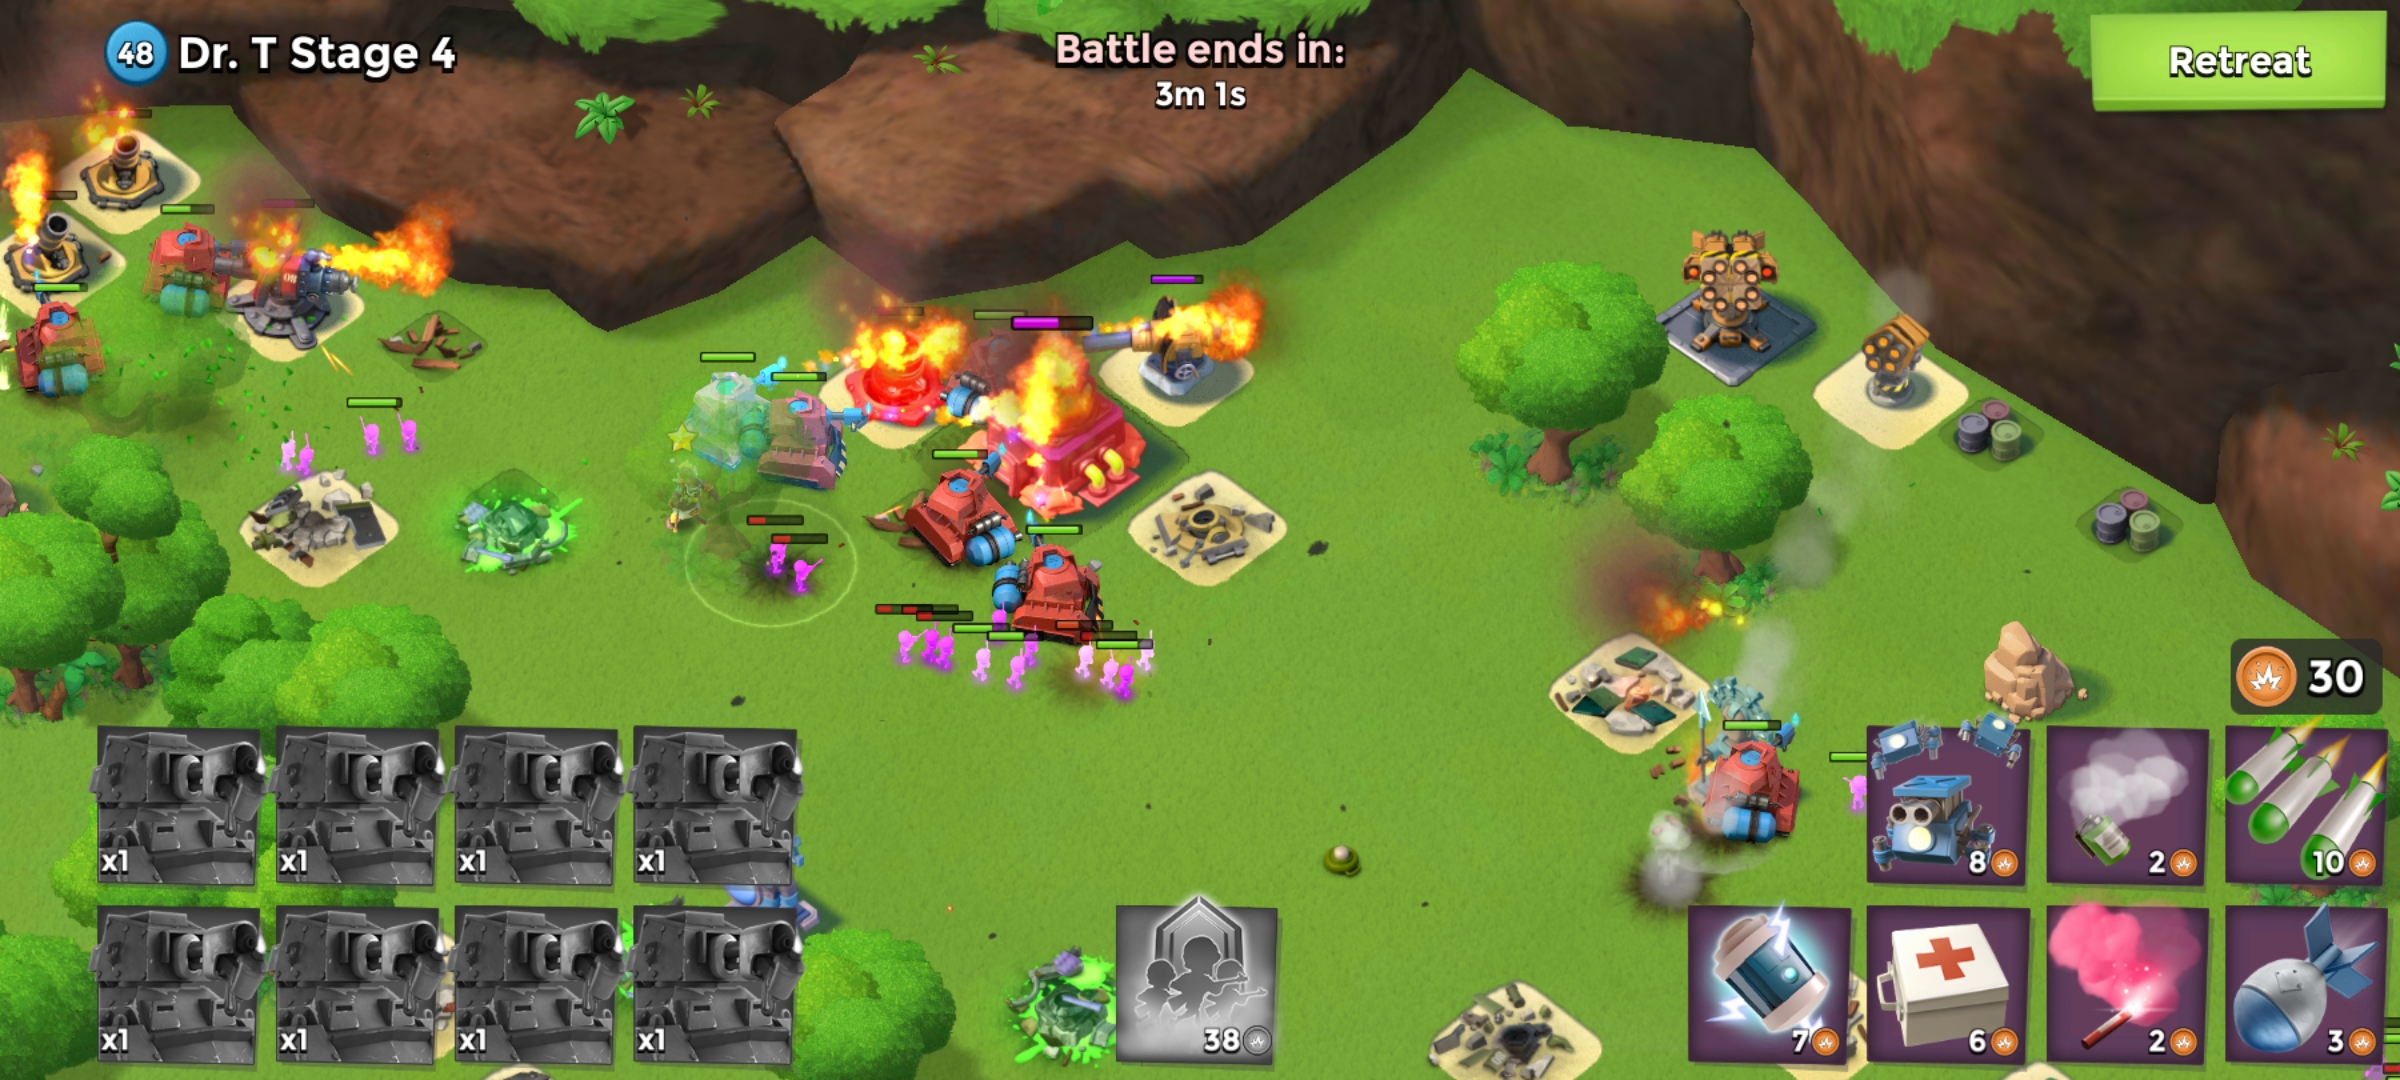 48 Dr. T Stage 4
Battle ends in:
3m 1s
Retreat
30
x1 x1 x1 x1
8 2 10
x1 x1 x1 x1
38
7 6 2 3